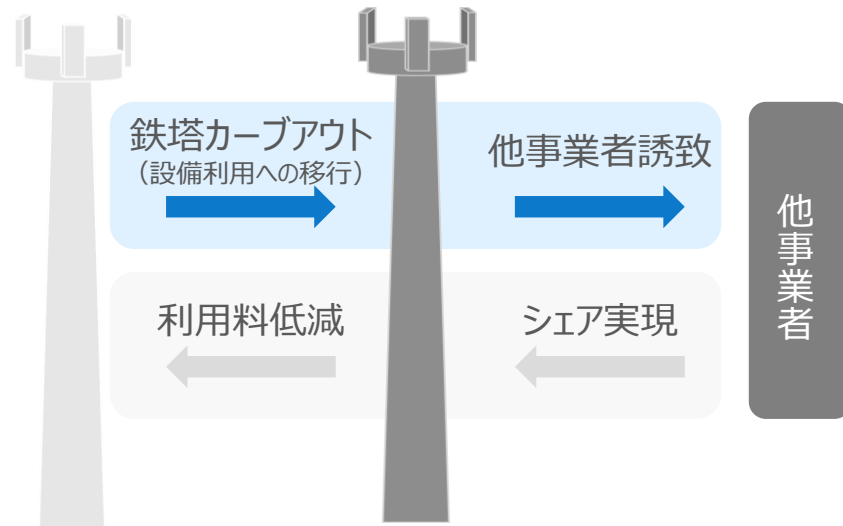 鉄塔カーブアウト
（設備利用への移行）
他事業者誘致
利用料低減
シェア実現
他事業者